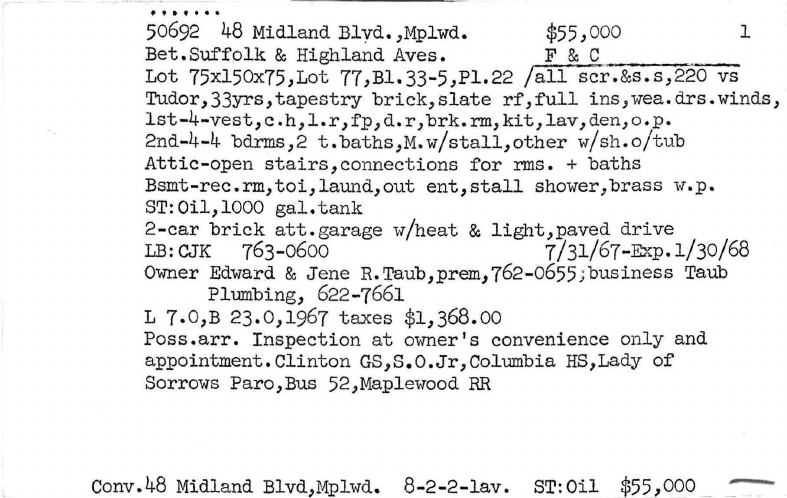 50692 48 Midland Blvd.,Mplwd. $55,000 1
Bet.Suffolk & Highland Aves. F & C
Lot 75x150x75,Lot 77,Bl.33-5,Pl.22 /all scr.&s.s,220 vs
Tudor,33yrs,tapestry brick,slate rf,full ins,wea.drs.winds,
1st-4-vest,c.h,l.r,fp,d.r,brk.rm,kit,lav,den,o.p.
2nd-4-4 bdrms,2 t.baths,M.w/stall,other w/sh.o/tub
Attic-open stairs,connections for rms. + baths
Bsmt-rec.rm,toi,laund,out ent,stall shower,brass w.p.
ST:Oil,1000 gal.tank
2-car brick att.garage w/heat & light,paved drive
LB:CJK 763-0600 7/31/67-Exp.1/30/68
Owner Edward & Jene R.Taub,prem,762-0655;business Taub
Plumbing, 622-7661
L 7.0,B 23.0,1967 taxes $1,368.00
Poss.arr. Inspection at owner's convenience only and
appointment.Clinton GS,S.O.Jr,Columbia HS,Lady of
Sorrows Paro,Bus 52,Maplewood RR
Conv.48 Midland Blvd,Mplwd. 8-2-2-lav. ST:Oil $55,000